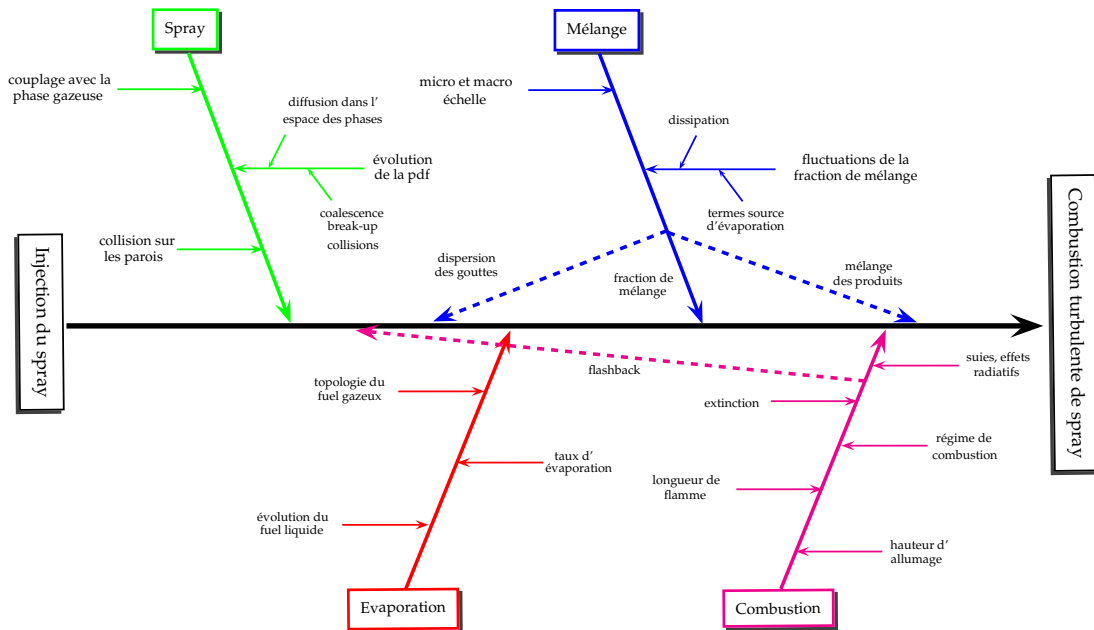 Spray
Mélange
couplage avec la
phase gazeuse
micro et macro
échelle
diffusion dans l'
espace des phases
dissipation
évolution
de la pdf
fluctuations de la
fraction de mélange
coalescence
break-up
collisions
termes source
d'évaporation
collision sur
les parois
dispersion
des gouttes
fraction de
mélange
mélange
des produits
Injection du spray
Combustion turbulente de spray
flashback
suies, effets
radiatifs
topologie du
fuel gazeux
extinction
régime de
combustion
taux d'
évaporation
longueur de
flamme
évolution du
fuel liquide
hauteur d'
allumage
Evaporation
Combustion